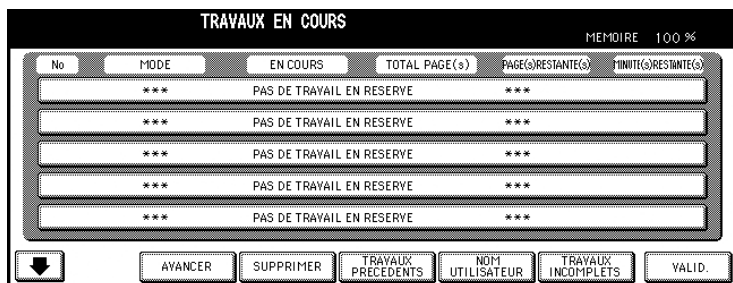 TRAVAUX EN COURS
MEMOIRE 100 %
No MODE EN COURS TOTAL PAGE(s) PAGE(s)RESTANTE(s) MINUTE(s)RESTANTE(s)
*** PAS DE TRAVAIL EN RESERVE ***
*** PAS DE TRAVAIL EN RESERVE ***
*** PAS DE TRAVAIL EN RESERVE ***
*** PAS DE TRAVAIL EN RESERVE ***
*** PAS DE TRAVAIL EN RESERVE ***
AVANCER
SUPPRIMER
TRAVAUX
PRECEDENTS
NOM
UTILISATEUR
TRAVAUX
INCOMPLETS
VALID.